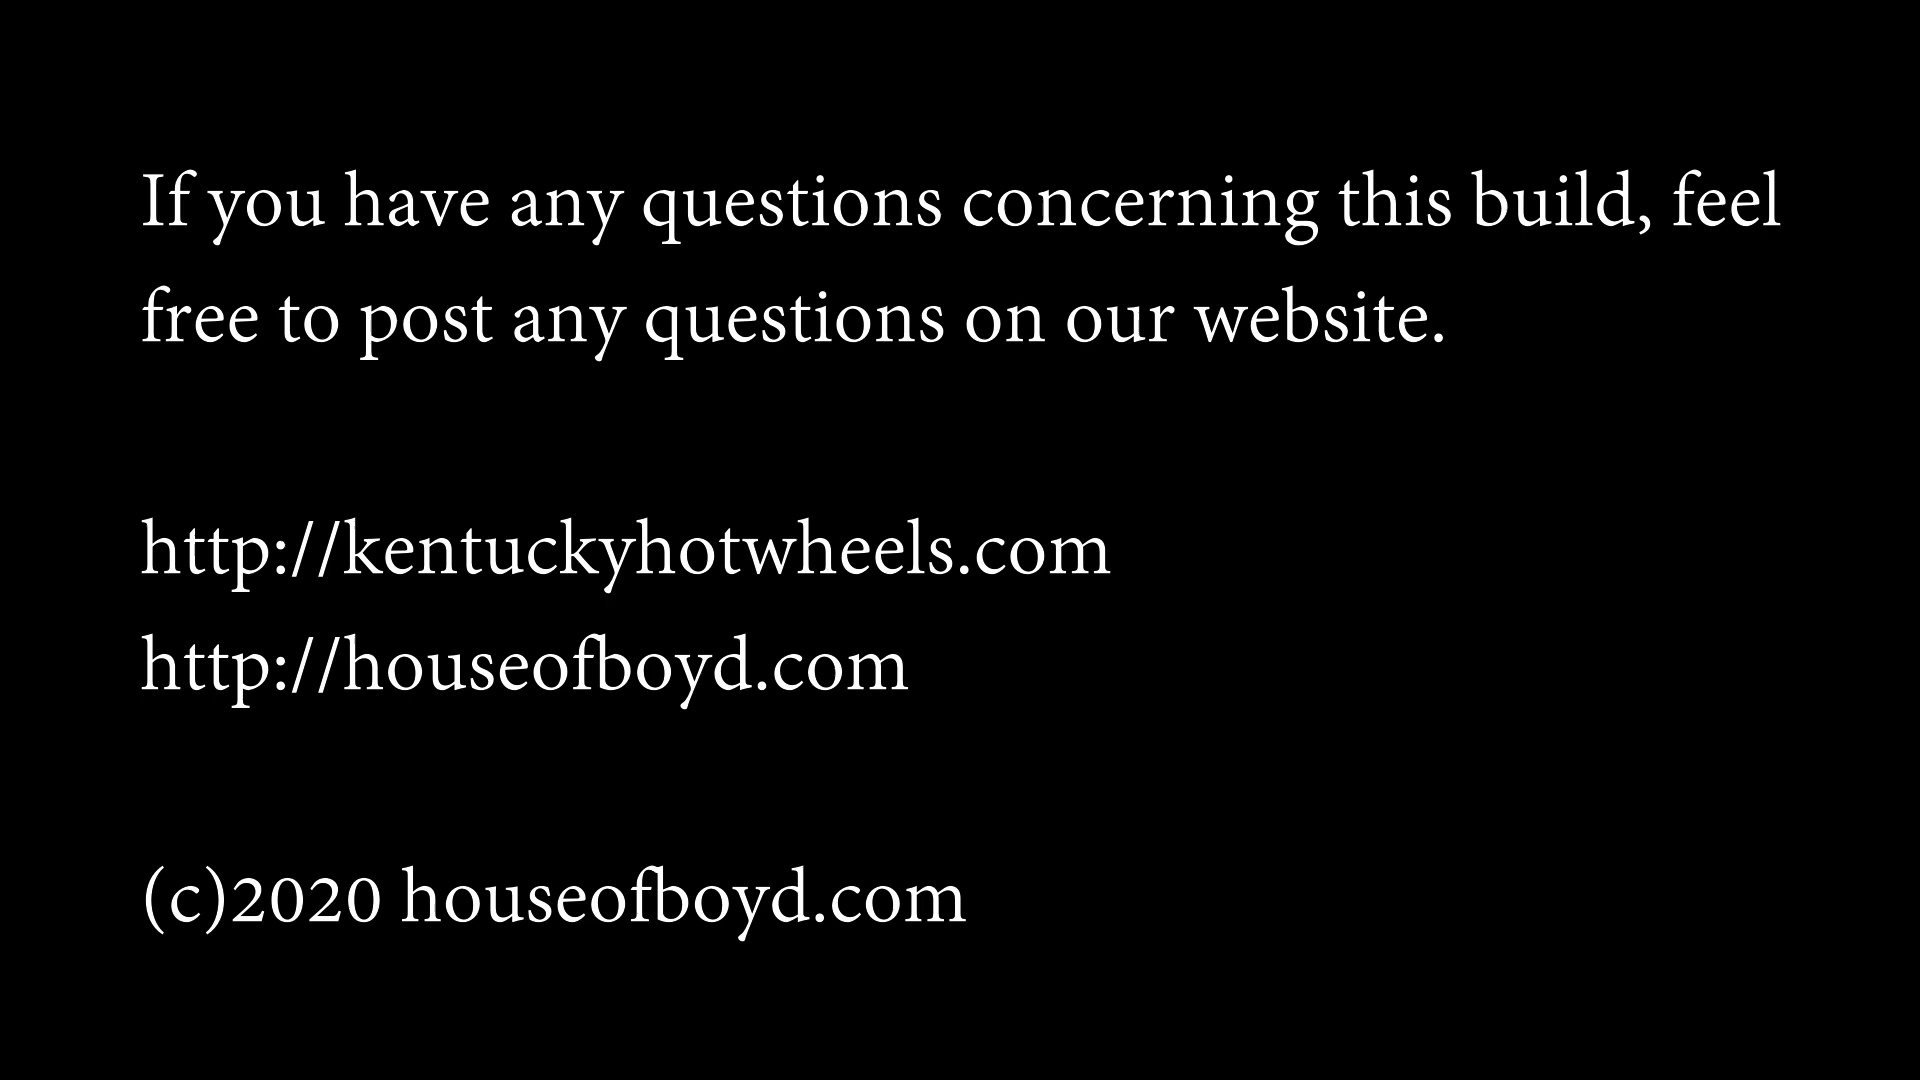 If you have any questions concerning this build, feel
free to post any questions on our website.
http://kentuckyhotwheels.com
http://houseofboyd.com
(c)2020 houseofboyd.com